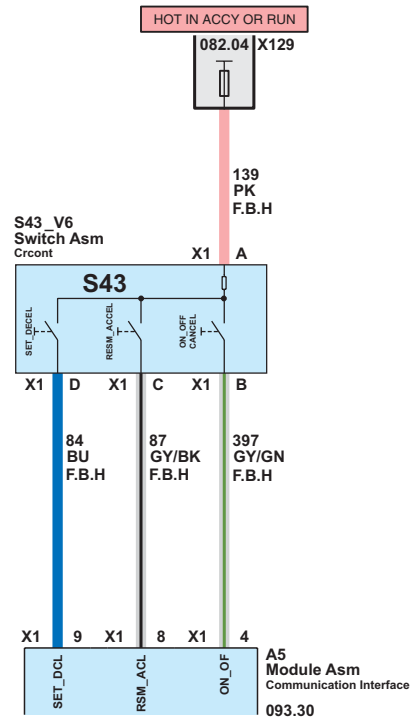 HOT IN ACCY OR RUN
082.04 X129
139
PK
F.B.H
S43_V6
Switch Asm
Crcont
X1 A
S43
SET_DECEL
RESM_ACCEL
ON_OFF
CANCEL
X1 D X1 C X1 B
84
BU
F.B.H
87
GY/BK
F.B.H
397
GY/GN
F.B.H
X1 9 X1 8 X1 4
SET_DCL
RSM_ACL
ON_OF
A5
Module Asm
Communication Interface
093.30